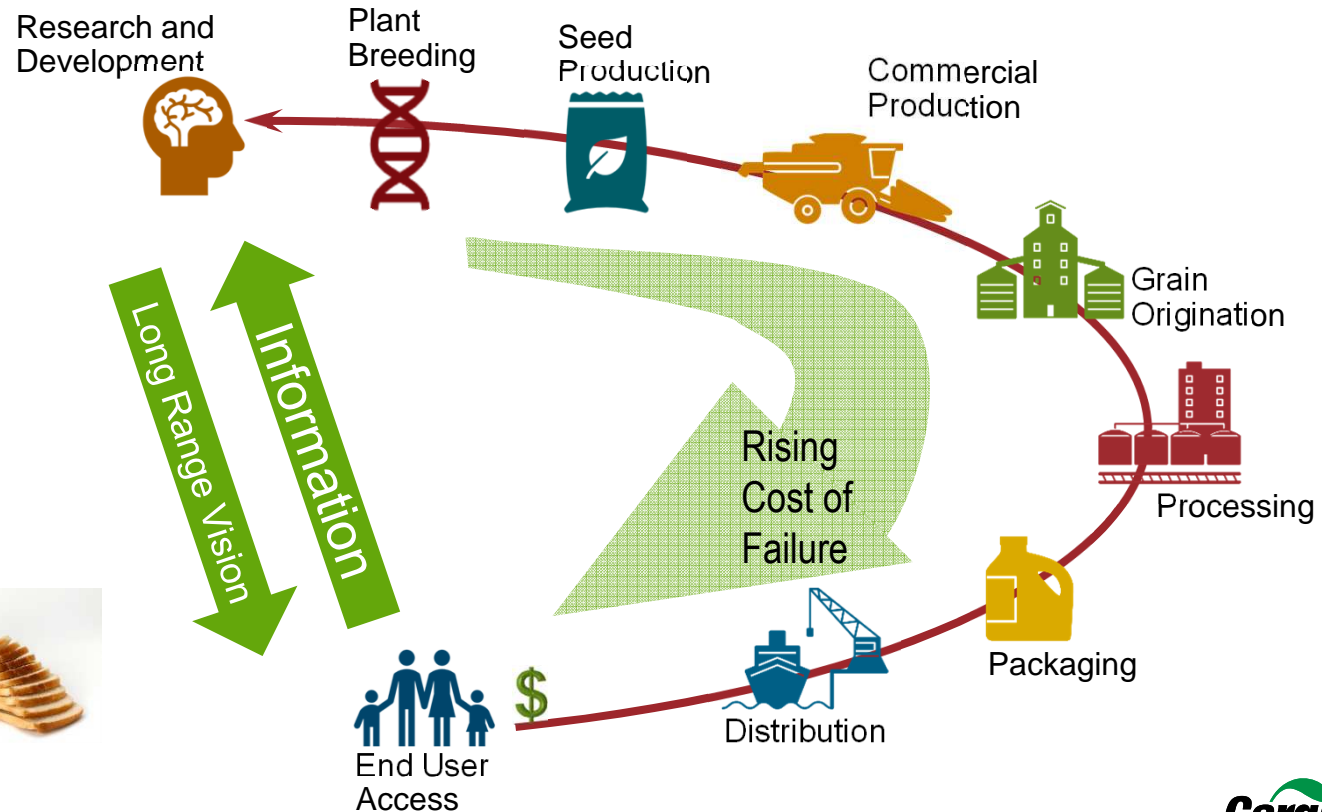 Research and
Development
Plant
Breeding
Seed
Production
Commercial
Production
Grain
Origination
Long Range Vision
Information
Rising
Cost of
Failure
Processing
Packaging
$
Distribution
End User
Access